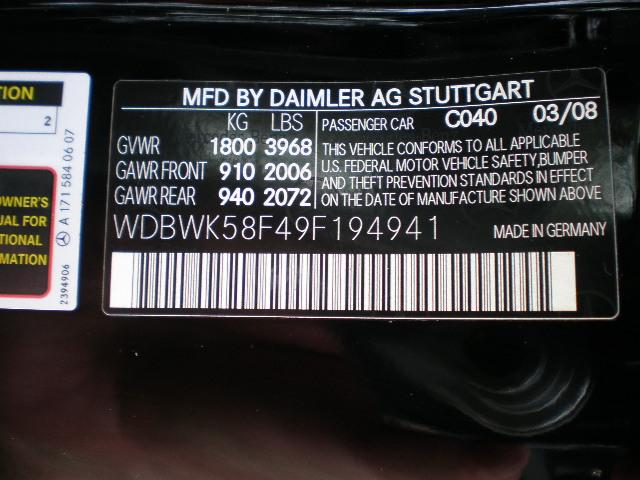 MFD BY DAIMLER AG STUTTGART
KG LBS
GVWR 1800 3968
GAWR FRONT 910 2006
GAWR REAR 940 2072
PASSENGER CAR C040 03/08
THIS VEHICLE CONFORMS TO ALL APPLICABLE
U.S. FEDERAL MOTOR VEHICLE SAFETY, BUMPER
AND THEFT PREVENTION STANDARDS IN EFFECT
ON THE DATE OF MANUFACTURE SHOWN ABOVE
WDBWK58F49F194941 MADE IN GERMANY
TION
2
OWNER'S
UAL FOR
TIONAL
MATION
A 171 584 06 07
2394906